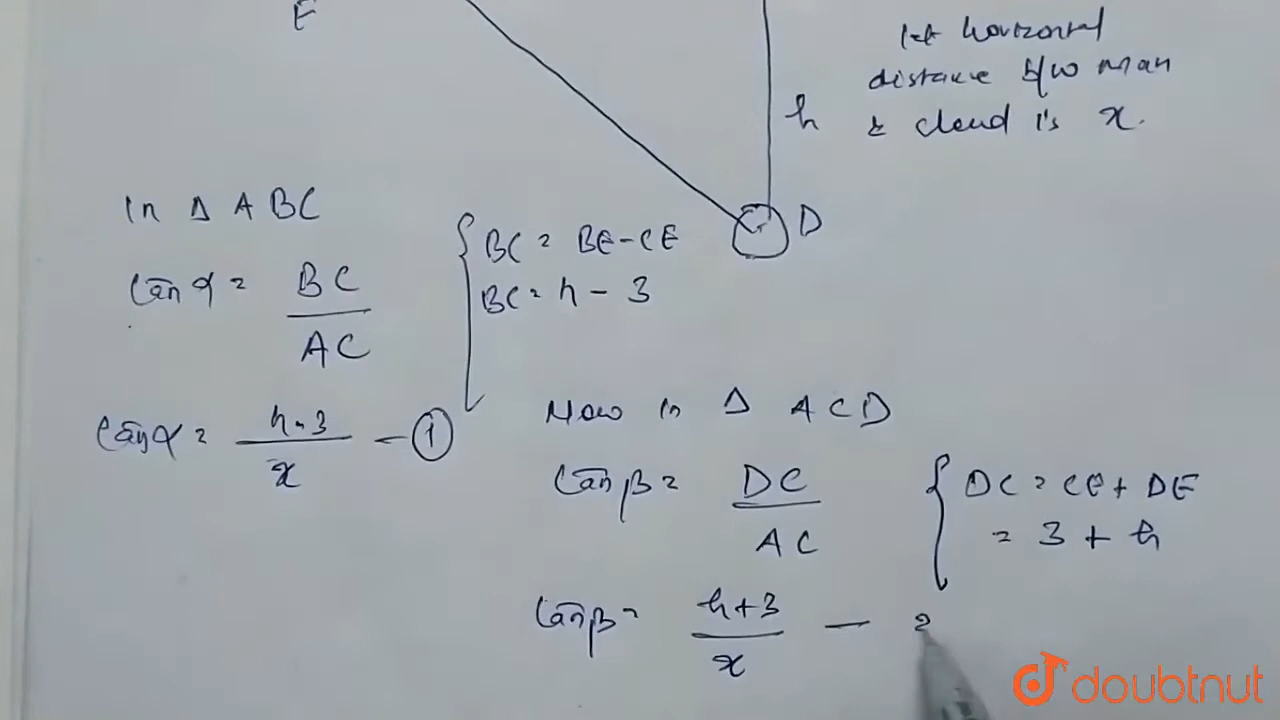 E
let horizontal
distance b/w man
& cloud is x.
h
D
In Δ ABC
tan α = BC / AC
{ BC = BE - CE
BC = h - 3
tan α = h-3 / x - ①
Now in Δ ACD
tan β = DC / AC
{ DC = CE + DE
= 3 + h
tan β = h+3 / x - 2
doubtnut